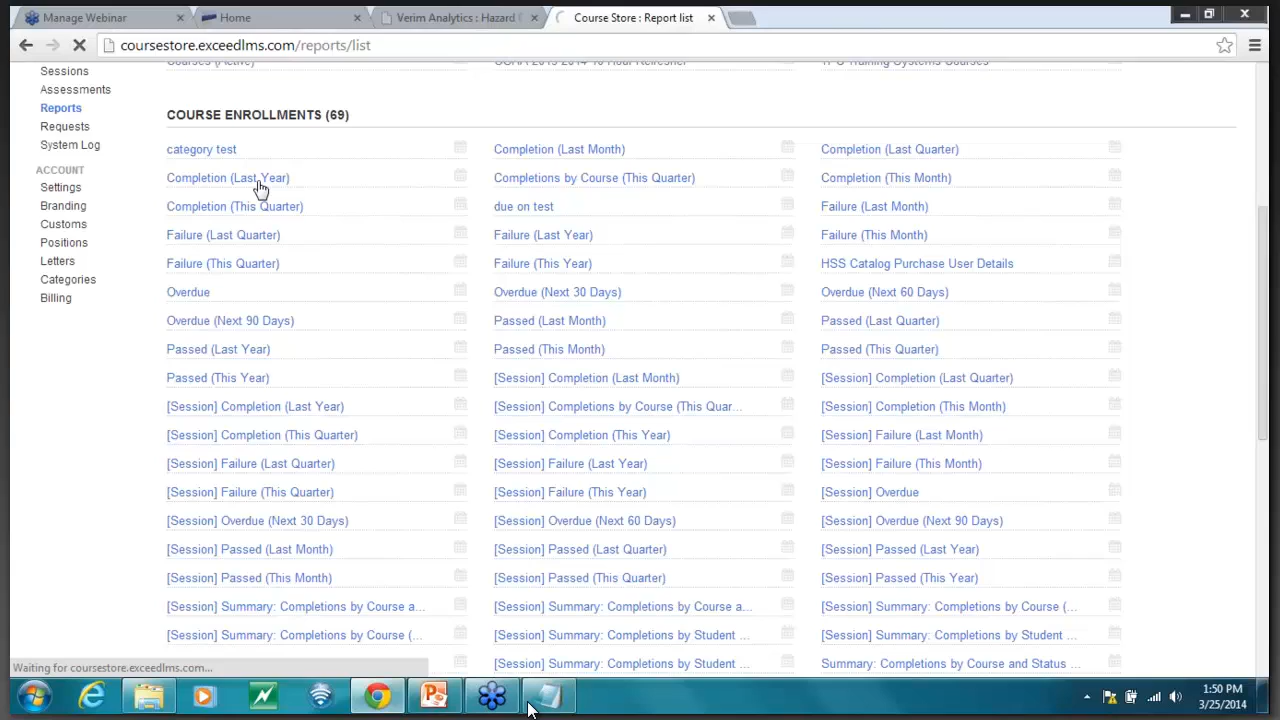 Manage Webinar
Home
Verim Analytics : Hazard
Course Store : Report list
coursestore.exceedlms.com/reports/list
Sessions
Assessments
Reports
Requests
System Log
ACCOUNT
Settings
Branding
Customs
Positions
Letters
Categories
Billing
Courses (Active)
COURSE ENROLLMENTS (69)
category test
Completion (Last Month)
Completion (Last Quarter)
Completion (Last Year)
Completions by Course (This Quarter)
Completion (This Month)
Completion (This Quarter)
due on test
Failure (Last Month)
Failure (Last Quarter)
Failure (Last Year)
Failure (This Month)
Failure (This Quarter)
Failure (This Year)
HSS Catalog Purchase User Details
Overdue
Overdue (Next 30 Days)
Overdue (Next 60 Days)
Overdue (Next 90 Days)
Passed (Last Month)
Passed (Last Quarter)
Passed (Last Year)
Passed (This Month)
Passed (This Quarter)
Passed (This Year)
[Session] Completion (Last Month)
[Session] Completion (Last Quarter)
[Session] Completion (Last Year)
[Session] Completions by Course (This Quar...
[Session] Completion (This Month)
[Session] Completion (This Quarter)
[Session] Completion (This Year)
[Session] Failure (Last Month)
[Session] Failure (Last Quarter)
[Session] Failure (Last Year)
[Session] Failure (This Month)
[Session] Failure (This Quarter)
[Session] Failure (This Year)
[Session] Overdue
[Session] Overdue (Next 30 Days)
[Session] Overdue (Next 60 Days)
[Session] Overdue (Next 90 Days)
[Session] Passed (Last Month)
[Session] Passed (Last Quarter)
[Session] Passed (Last Year)
[Session] Passed (This Month)
[Session] Passed (This Quarter)
[Session] Passed (This Year)
[Session] Summary: Completions by Course a...
[Session] Summary: Completions by Course a...
[Session] Summary: Completions by Course (...
[Session] Summary: Completions by Course (...
[Session] Summary: Completions by Student ...
[Session] Summary: Completions by Student ...
[Session] Summary: Completions by Student ...
Summary: Completions by Course and Status ...
Waiting for coursestore.exceedlms.com...
1:50 PM
3/25/2014